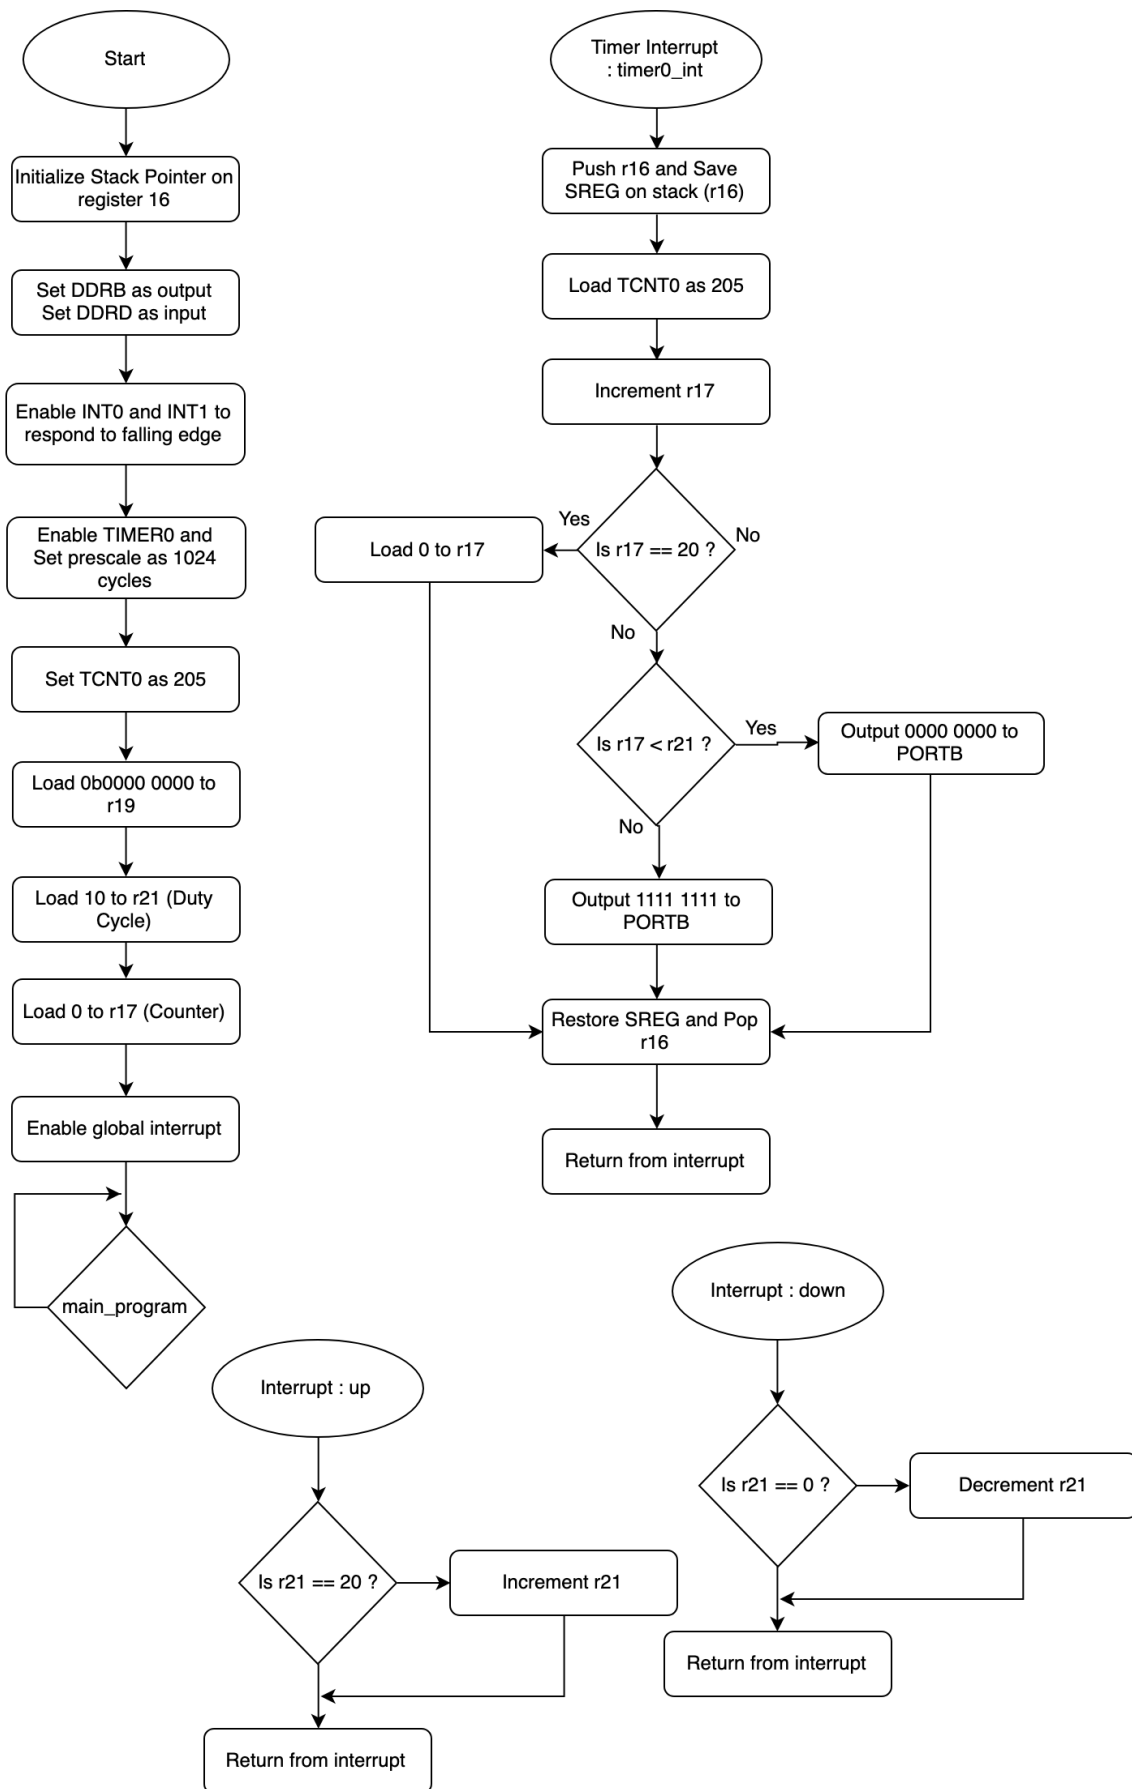 Start
Initialize Stack Pointer on
register 16
Set DDRB as output
Set DDRD as input
Enable INT0 and INT1 to
respond to falling edge
Enable TIMER0 and
Set prescale as 1024
cycles
Set TCNT0 as 205
Load 0b0000 0000 to
r19
Load 10 to r21 (Duty
Cycle)
Load 0 to r17 (Counter)
Enable global interrupt
main_program
Timer Interrupt
: timer0_int
Push r16 and Save
SREG on stack (r16)
Load TCNT0 as 205
Increment r17
Is r17 == 20 ?
Yes
No
Load 0 to r17
No
Is r17 < r21 ?
Yes
Output 0000 0000 to
PORTB
No
Output 1111 1111 to
PORTB
Restore SREG and Pop
r16
Return from interrupt
Interrupt : up
Is r21 == 20 ?
Increment r21
Return from interrupt
Interrupt : down
Is r21 == 0 ?
Decrement r21
Return from interrupt